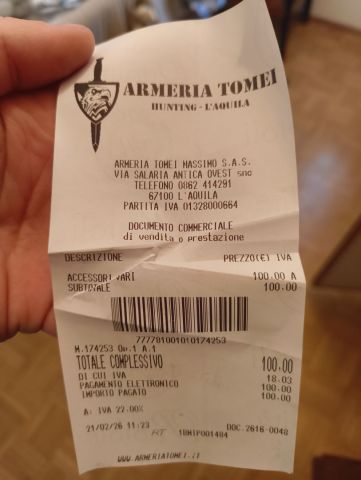 ARMERIA TOMEI
HUNTING - L'AQUILA
ARMERIA TOMEI MASSIMO S.A.S.
VIA SALARIA ANTICA OVEST snc
TELEFONO 0862 414291
67100 L'AQUILA
PARTITA IVA 01328000664
DOCUMENTO COMMERCIALE
di vendita o prestazione
DESCRIZIONE PREZZO(€) IVA
ACCESSORI VARI 100.00 A
SUBTOTALE 100.00
777781001010174253
M.174253 Op.1 A.1
TOTALE COMPLESSIVO 100.00
DI CUI IVA 18.03
PAGAMENTO ELETTRONICO 100.00
IMPORTO PAGATO 100.00
A: IVA 22.00%
21/02/26 11:23 DOC.2616-0048
RT 18MIP001484
www.ARMERIATOMEI.IT